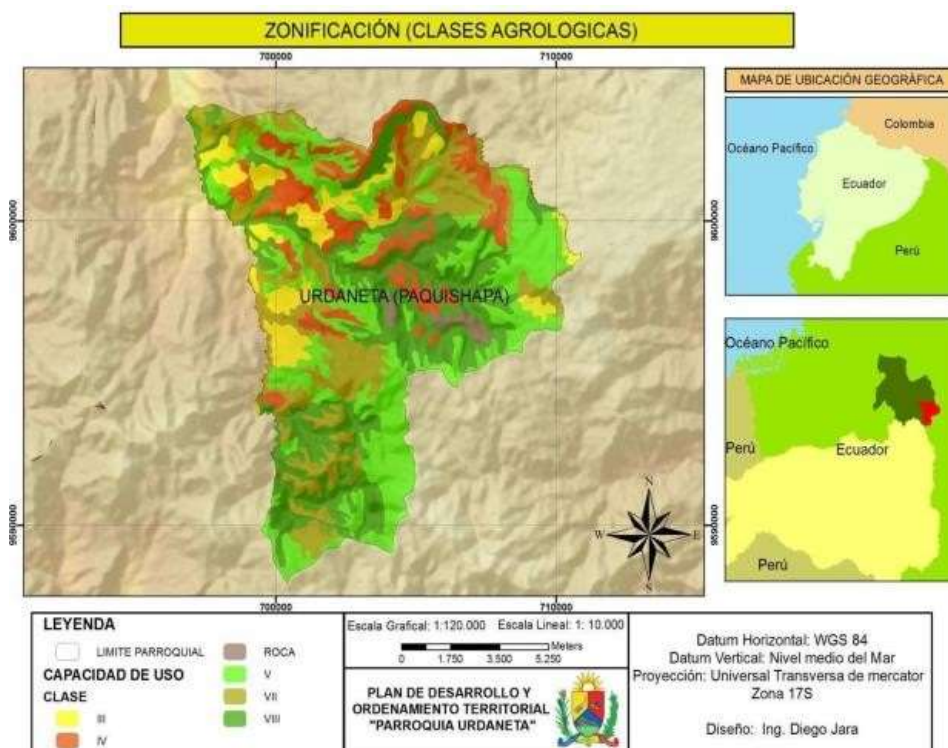 ZONIFICACIÓN (CLASES AGROLOGICAS)
700000
710000
9600000
9600000
9590000
9590000
URDANETA (PAQUISHAPA)
N
W
E
S
700000
710000
MAPA DE UBICACIÓN GEOGRÀFICA
Colombia
Océano Pacífico
Ecuador
Perú
Océano Pacífico
Perú
Ecuador
Perú
LEYENDA
LIMITE PARROQUIAL
CAPACIDAD DE USO
CLASE
III
IV
ROCA
V
VII
VIII
Escala Grafical: 1:120.000 Escala Lineal: 1: 10.000
Meters
0 1.750 3.500 5.250
PLAN DE DESARROLLO Y
ORDENAMIENTO TERRITORIAL
"PARROQUIA URDANETA"
Datum Horizontal: WGS 84
Datum Vertical: Nivel medio del Mar
Proyección: Universal Transversa de mercator
Zona 17S
Diseño: Ing. Diego Jara